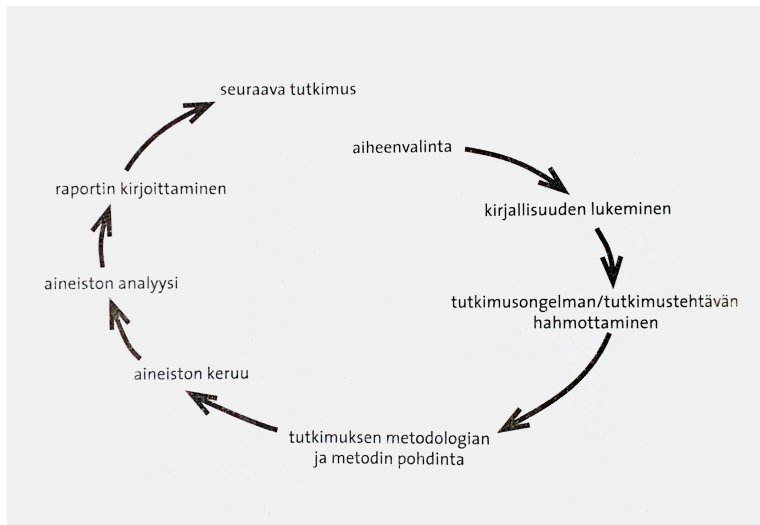 seuraava tutkimus
aiheenvalinta
kirjallisuuden lukeminen
tutkimusongelman/tutkimustehtävän
hahmottaminen
tutkimuksen metodologian
ja metodin pohdinta
aineiston keruu
aineiston analyysi
raportin kirjoittaminen